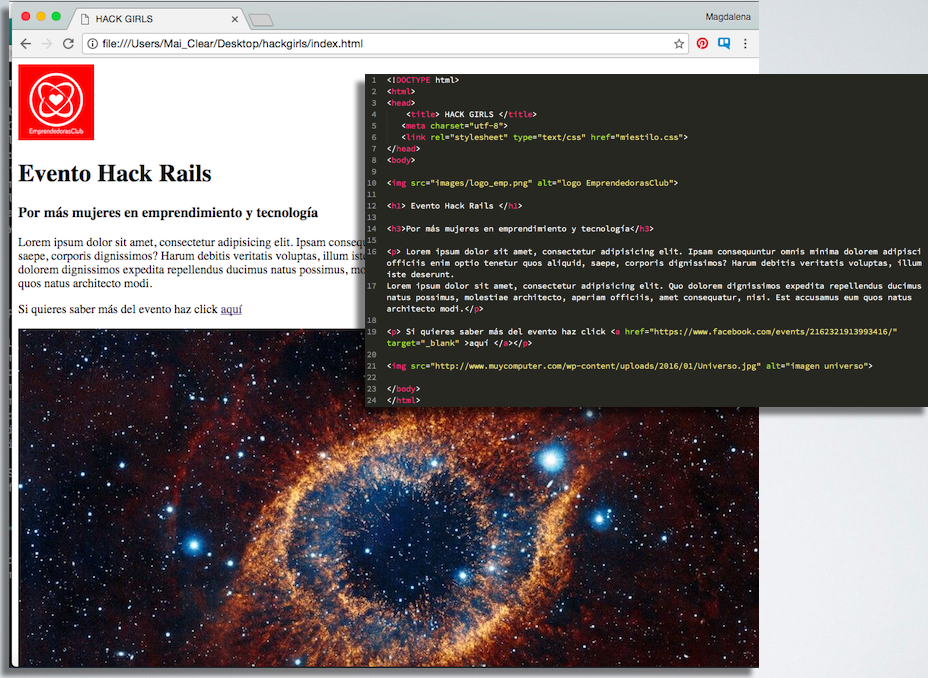 HACK GIRLS
Magdalena
file:///Users/Mai_Clear/Desktop/hackgirls/index.html
EmprendedorasClub
Evento Hack Rails
Por más mujeres en emprendimiento y tecnología
Lorem ipsum dolor sit amet, consectetur adipisicing elit. Ipsam consequ
saepe, corporis dignissimos? Harum debitis veritatis voluptas, illum iste
dolorem dignissimos expedita repellendus ducimus natus possimus, mo
quos natus architecto modi.
Si quieres saber más del evento haz click aquí
1 <!DOCTYPE html>
2 <html>
3 <head>
4 <title> HACK GIRLS </title>
5 <meta charset="utf-8">
6 <link rel="stylesheet" type="text/css" href="miestilo.css">
7 </head>
8 <body>
9
10 <img src="images/logo_emp.png" alt="logo EmprendedorasClub">
11
12 <h1> Evento Hack Rails </h1>
13
14 <h3>Por más mujeres en emprendimiento y tecnología</h3>
15
16 <p> Lorem ipsum dolor sit amet, consectetur adipisicing elit. Ipsam consequuntur omnis minima dolorem adipisci
officiis enim optio tenetur quos aliquid, saepe, corporis dignissimos? Harum debitis veritatis voluptas, illum
iste deserunt.
17 Lorem ipsum dolor sit amet, consectetur adipisicing elit. Quo dolorem dignissimos expedita repellendus ducimus
natus possimus, molestiae architecto, aperiam officiis, amet consequatur, nisi. Est accusamus eum quos natus
architecto modi.</p>
18
19 <p> Si quieres saber más del evento haz click <a href="https://www.facebook.com/events/2162321913993416/"
target="_blank" >aquí </a></p>
20
21 <img src="http://www.muycomputer.com/wp-content/uploads/2016/01/Universo.jpg" alt="imagen universo">
22
23 </body>
24 </html>